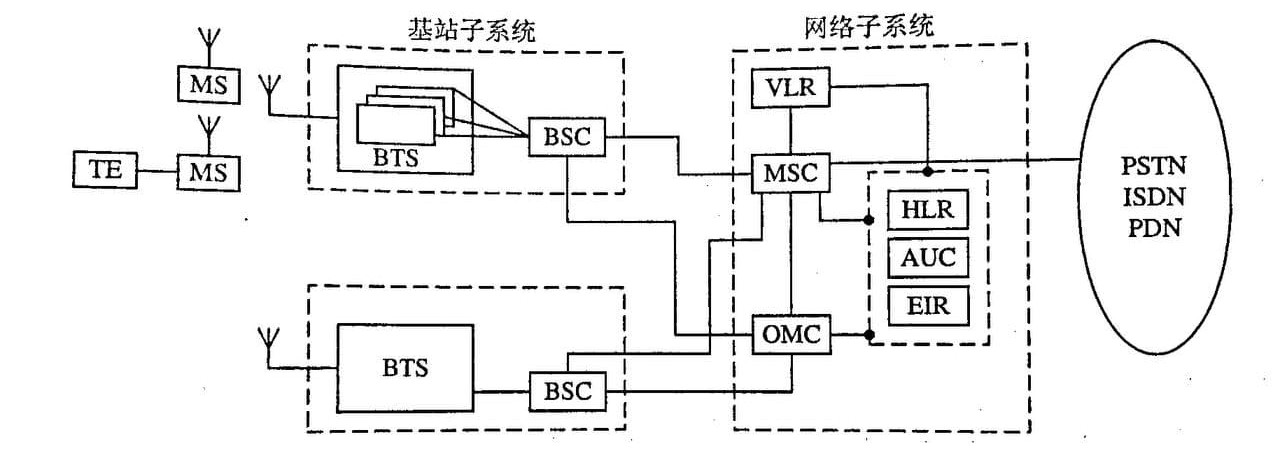 基站子系统
网络子系统
MS
TE
MS
BTS
BSC
BTS
BSC
VLR
MSC
HLR
AUC
EIR
OMC
PSTN
ISDN
PDN